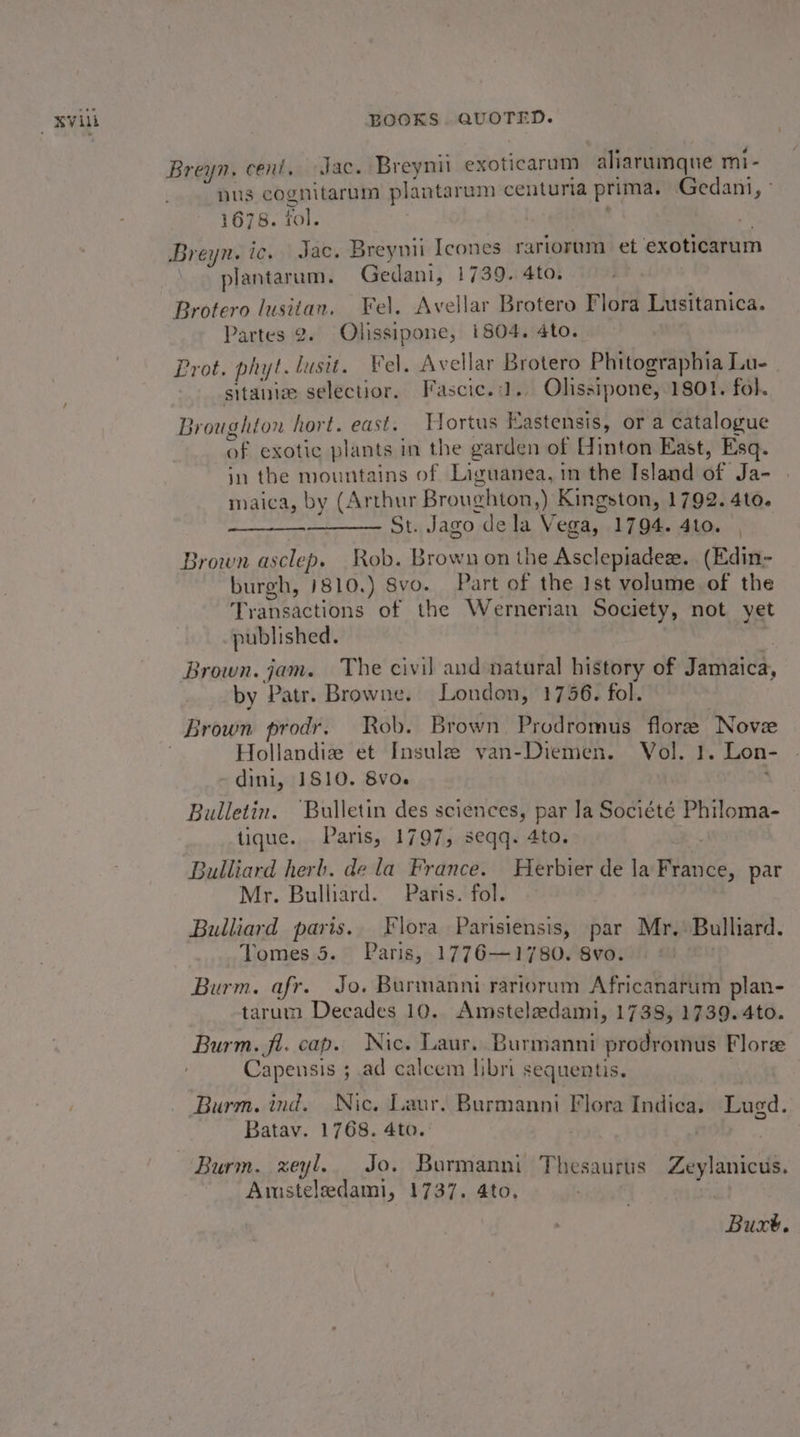 xviii BOOKS QUOTED.
Breyn. cent. Jac. Breynii exoticarum aliarumque mi-
nus cognitarum plantarum centuria prima. Gedani,
1678. fol.
Breyn. ic. Jac. Breynii Icones rariorum et exoticarum
plantarum. Gedani, 1739. 4to.
Brotero lusitan. Fel. Avellar Brotero Flora Lusitanica.
Partes 2. Olissipone, 1804. 4to.
Brot. phyt. lusit. Fel. Avellar Brotero Phitographia Lu-
sitaniæ selectior. Fascic. 1. Olissipone, 1801. fol.
Broughton hort. east. Hortus Eastensis, or a catalogue
of exotic plants in the garden of Hinton East, Esq.
in the mountains of Liguanea, in the Island of Ja-
maica, by (Arthur Broughton,) Kingston, 1792. 4to.
—————— St. Jago de la Vega, 1794. 4to.
Brown asclep. Rob. Brown on the Asclepiadeæ. (Edin-
burgh, 1810.) 8vo. Part of the 1st volume of the
Transactions of the Wernerian Society, not yet
published.
Brown. jam. The civil and natural history of Jamaica,
by Patr. Browne. London, 1756. fol.
Brown prodr. Rob. Brown Prodromus floræ Novæ
Hollandiæ et Insulæ van-Diemen. Vol. 1. Lon-
dini, 1810. 8vo.
Bulletin. Bulletin des sciences, par la Société Philoma-
tique. Paris, 1797, seqq. 4to.
Bulliard herb. de la France. Herbier de la France, par
Mr. Bulliard. Paris. fol.
Bulliard paris. Flora Parisiensis, par Mr. Bulliard.
Tomes 5. Paris, 1776—1780. 8vo.
Burm. afr. Jo. Burmanni rariorum Africanarum plan-
tarum Decades 10. Amstelædami, 1738, 1739. 4to.
Burm. fl. cap. Nic. Laur. Burmanni prodromus Floræ
Capensis ; ad calcem libri sequentis.
Burm. ind. Nic. Laur. Burmanni Flora Indica. Lugd.
Batav. 1768. 4to.
Burm. zeyl. Jo. Burmanni Thesaurus Zeylanicus.
Amstelædami, 1737. 4to.
Buxb.